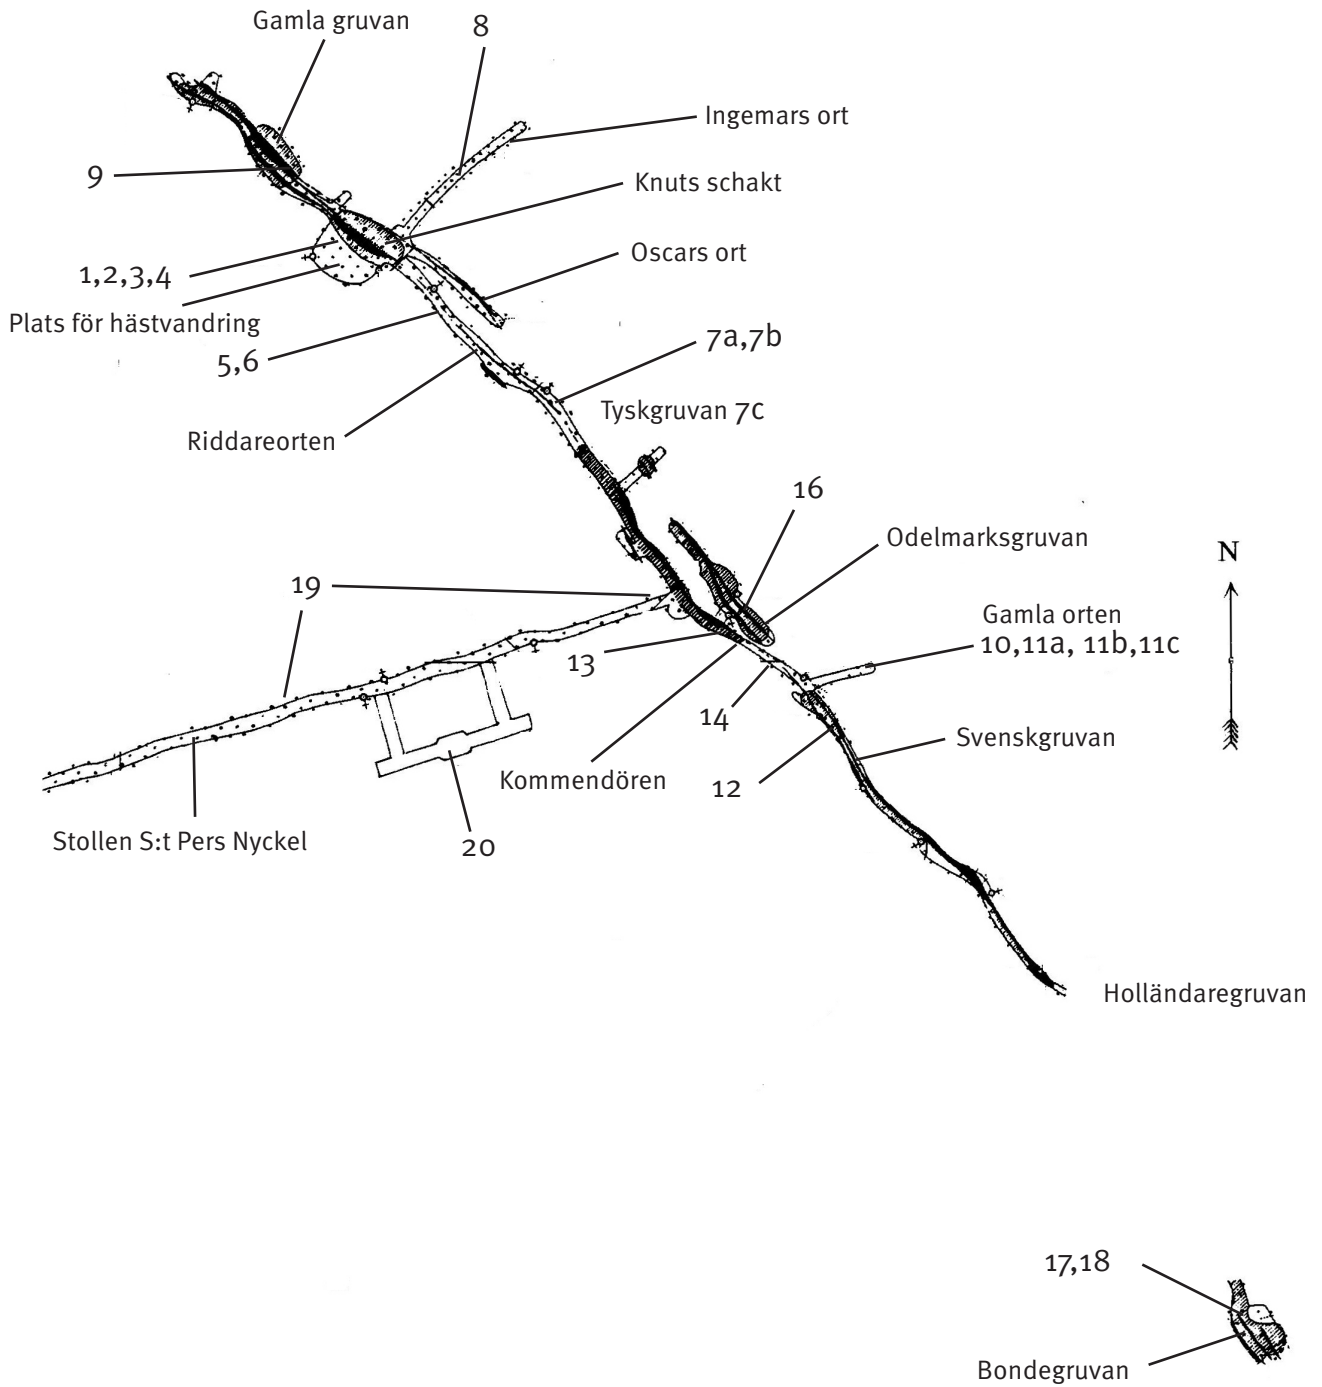 Gamla gruvan
8
Ingemars ort
9
Knuts schakt
Oscars ort
1,2,3,4
Plats för hästvandring
5,6
7a,7b
Tyskgruvan 7c
Riddareorten
16
Odelmarksgruvan
N
19
Gamla orten
10,11a, 11b,11c
13
14
Svenskgruvan
Kommendören
12
Stollen S:t Pers Nyckel
20
Holländaregruvan
17,18
Bondegruvan